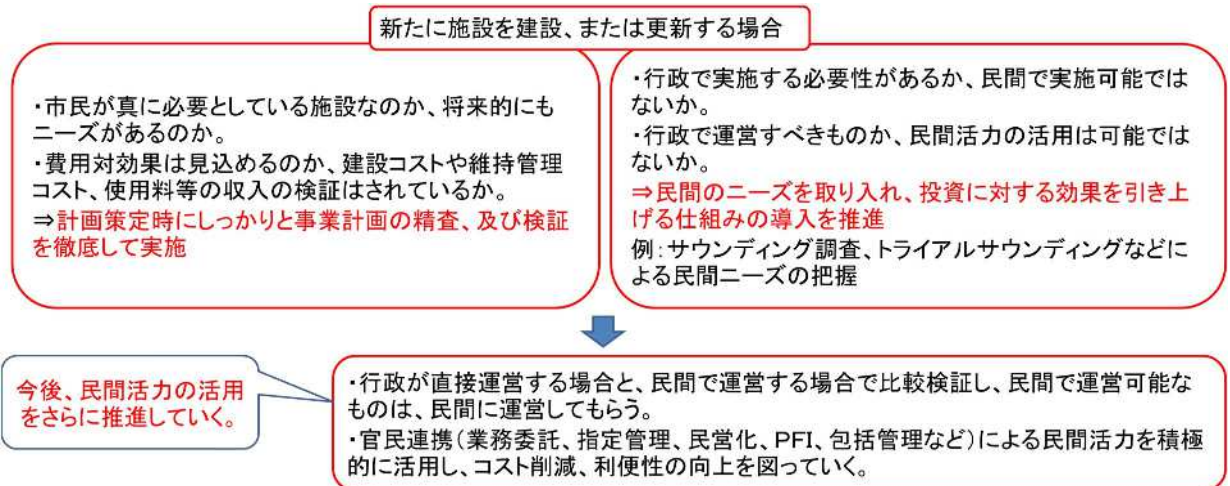 新たに施設を建設、または更新する場合
・市民が真に必要としている施設なのか、将来的にも
ニーズがあるのか。
・費用対効果は見込めるのか、建設コストや維持管理
コスト、使用料等の収入の検証はされているか。
⇒計画策定時にしっかりと事業計画の精査、及び検証
を徹底して実施
・行政で実施する必要性があるか、民間で実施可能では
ないか。
・行政で運営すべきものか、民間活力の活用は可能では
ないか。
⇒民間のニーズを取り入れ、投資に対する効果を引き上
げる仕組みの導入を推進
例：サウンディング調査、トライアルサウンディングなどに
よる民間ニーズの把握
今後、民間活力の活用
をさらに推進していく。
・行政が直接運営する場合と、民間で運営する場合で比較検証し、民間で運営可能な
ものは、民間に運営してもらう。
・官民連携（業務委託、指定管理、民営化、PFI、包括管理など）による民間活力を積極
的に活用し、コスト削減、利便性の向上を図っていく。